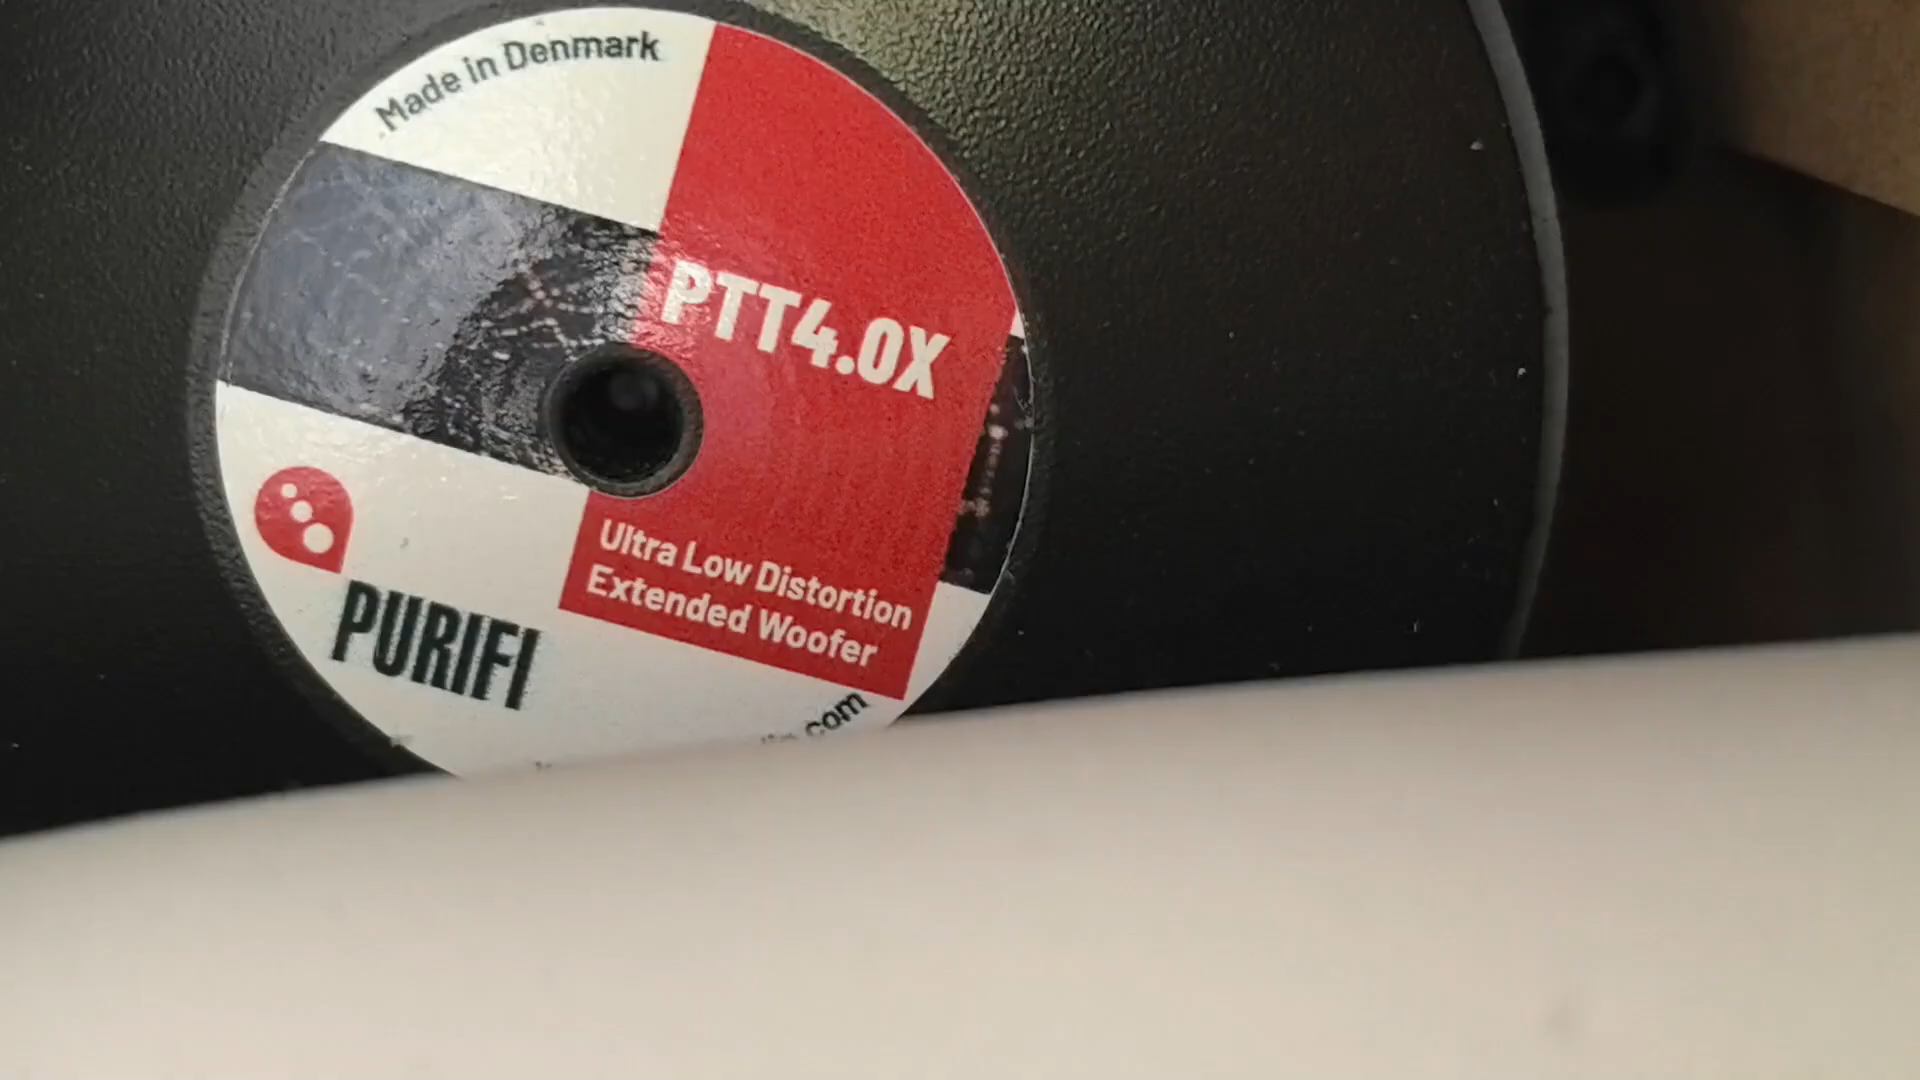 Made in Denmark
PTT4.0X
Ultra Low Distortion
Extended Woofer
PURIFI
.com